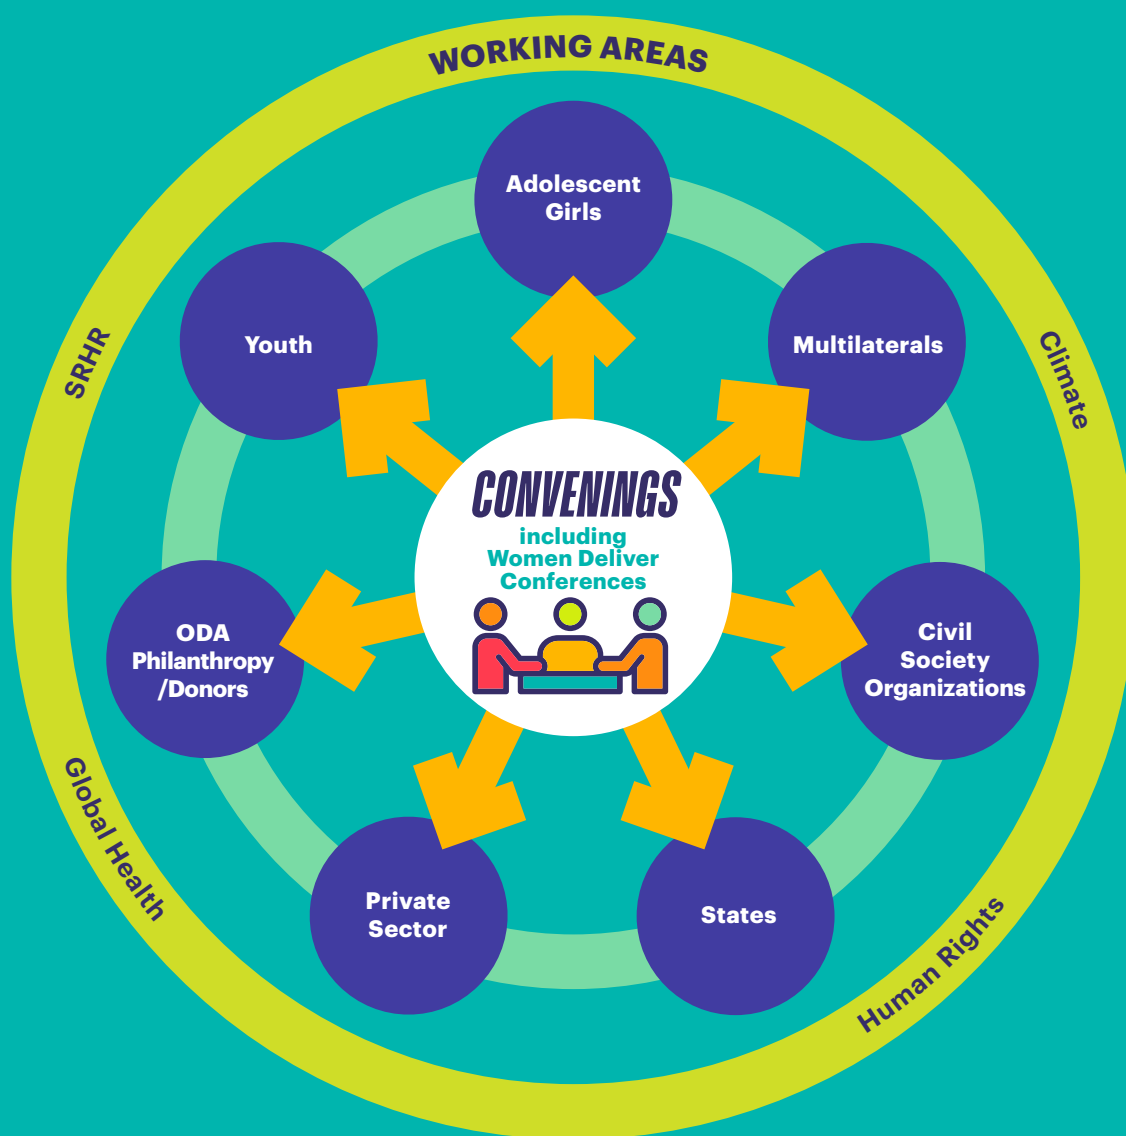 WORKING AREAS
Adolescent
Girls
Youth
Multilaterals
SRHR
Climate
CONVENINGS
including
Women Deliver
Conferences
ODA
Philanthropy
/Donors
Civil
Society
Organizations
Global Health
Private
Sector
States
Human Rights